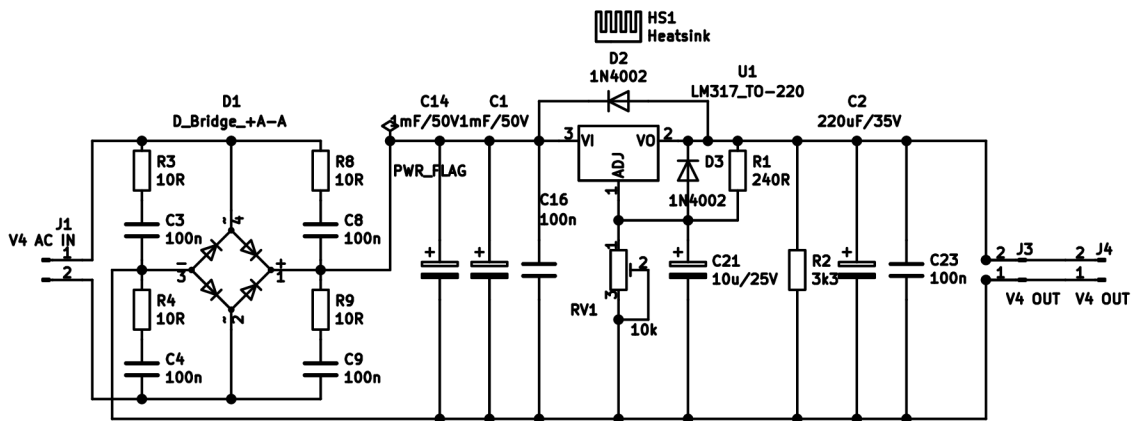 HS1
Heatsink
D2
1N4002
U1
LM317_TO-220
D1
D_Bridge_+A-A
C14
1mF/50V
C1
1mF/50V
C2
220uF/35V
3
VI
VO
2
ADJ
1
PWR_FLAG
D3
1N4002
R1
240R
R3
10R
R8
10R
C16
100n
J1
V4 AC IN
1
2
C3
100n
C8
100n
~
4
-
3
+
1
~
2
+
+
1
2
3
RV1
10k
+
C21
10u/25V
R2
3k3
+
C23
100n
2
J3
1
V4 OUT
2
J4
1
V4 OUT
R4
10R
R9
10R
C4
100n
C9
100n